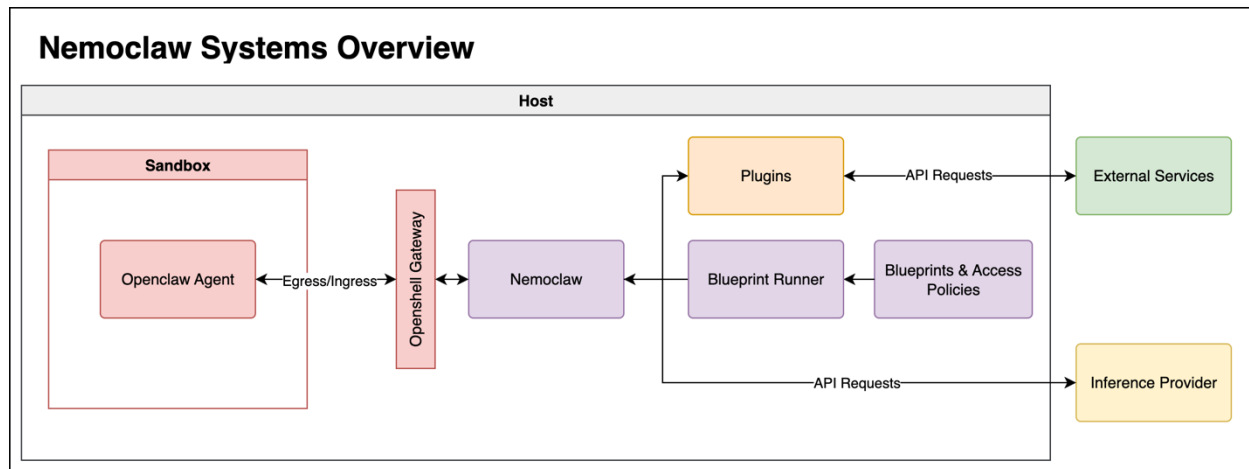 Nemoclaw Systems Overview
Host
Sandbox
Openclaw Agent
Egress/Ingress
Openshell Gateway
Nemoclaw
Plugins
API Requests
External Services
Blueprint Runner
Blueprints & Access
Policies
API Requests
Inference Provider